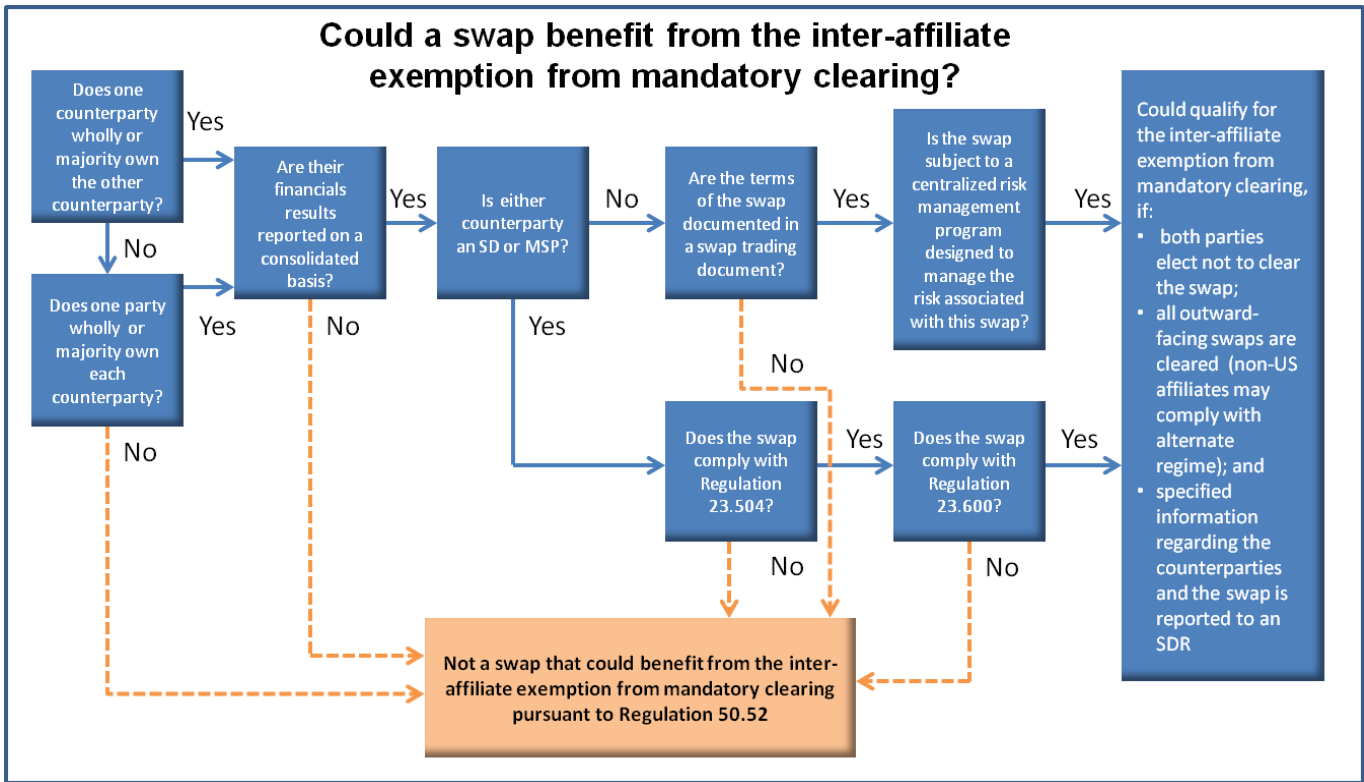 Could a swap benefit from the inter-affiliate
exemption from mandatory clearing?
Does one
counterparty
wholly or
majority own
the other
counterparty?
Yes
No
Does one party
wholly or
majority own
each
counterparty?
Yes
No
Are their
financials
results
reported on a
consolidated
basis?
Yes
No
Is either
counterparty
an SD or MSP?
No
Yes
Are the terms
of the swap
documented in
a swap trading
document?
Yes
No
Is the swap
subject to a
centralized risk
management
program
designed to
manage the
risk associated
with this swap?
Yes
Does the swap
comply with
Regulation
23.504?
Yes
No
Does the swap
comply with
Regulation
23.600?
Yes
No
Could qualify for
the inter-affiliate
exemption from
mandatory clearing,
if:
• both parties
elect not to clear
the swap;
• all outward-
facing swaps are
cleared (non-US
affiliates may
comply with
alternate
regime); and
• specified
information
regarding the
counterparties
and the swap is
reported to an
SDR
Not a swap that could benefit from the inter-
affiliate exemption from mandatory clearing
pursuant to Regulation 50.52